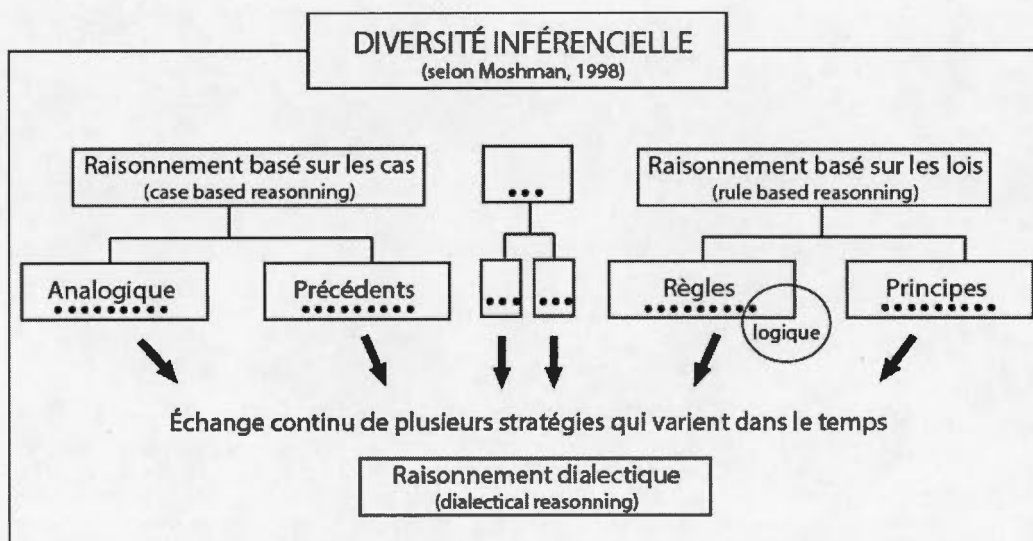 DIVERSITÉ INFÉRENCIELLE
(selon Moshman, 1998)
Raisonnement basé sur les cas
(case based reasonning)
...
Raisonnement basé sur les lois
(rule based reasonning)
Analogique
Précédents
...
...
Règles
logique
Principes
Échange continu de plusieurs stratégies qui varient dans le temps
Raisonnement dialectique
(dialectical reasonning)